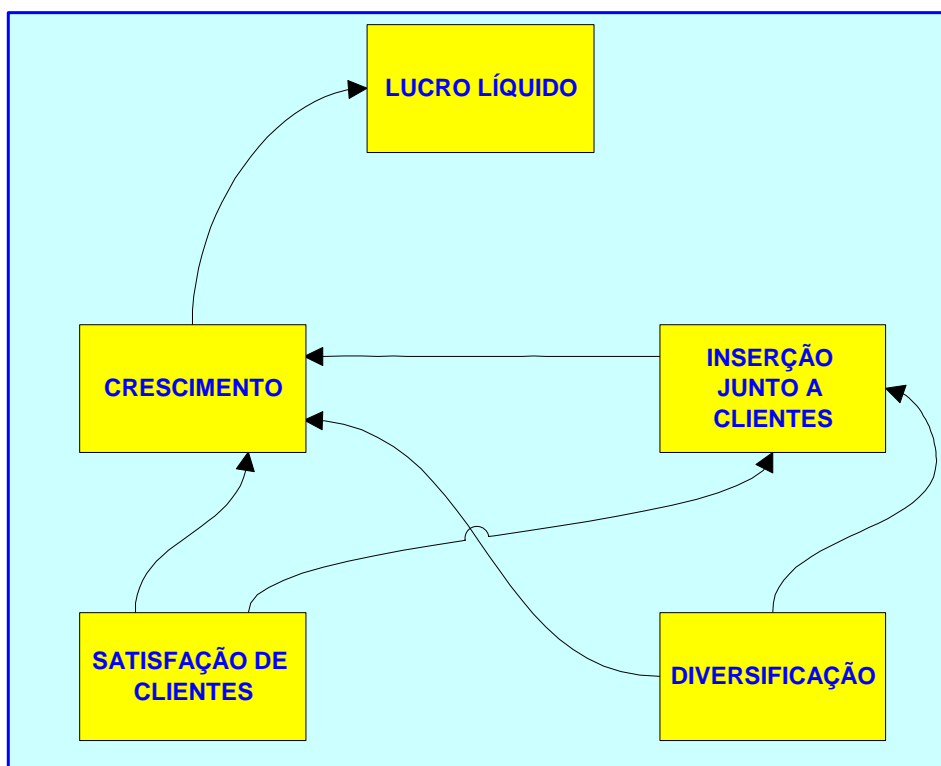 LUCRO LÍQUIDO
CRESCIMENTO
INSERÇÃO
JUNTO A
CLIENTES
SATISFAÇÃO DE
CLIENTES
DIVERSIFICAÇÃO